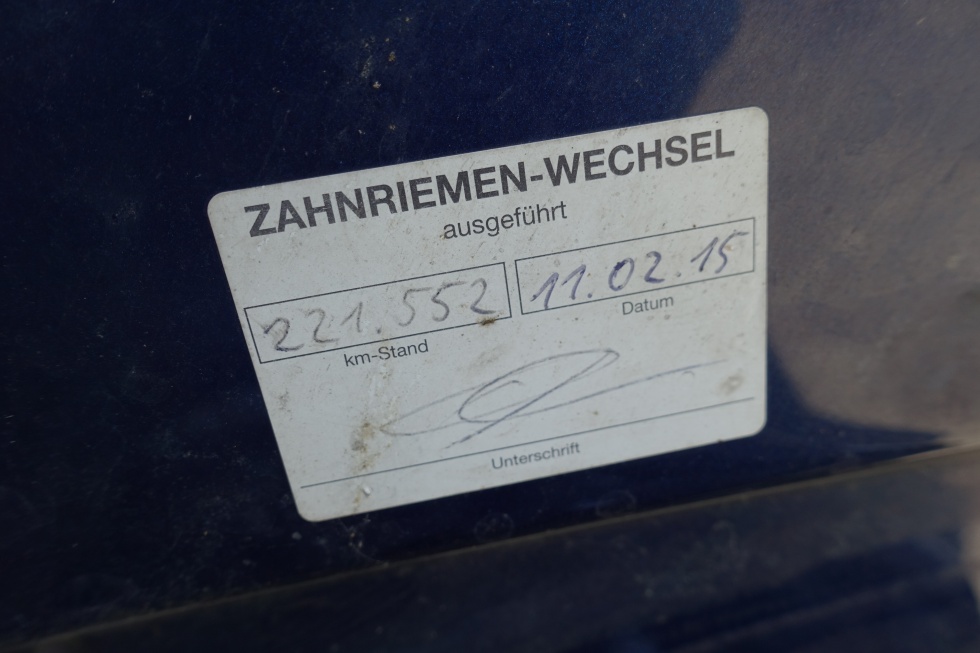 ZAHNRIEMEN-WECHSEL
ausgeführt
221.552 11.02.15
km-Stand Datum
Unterschrift